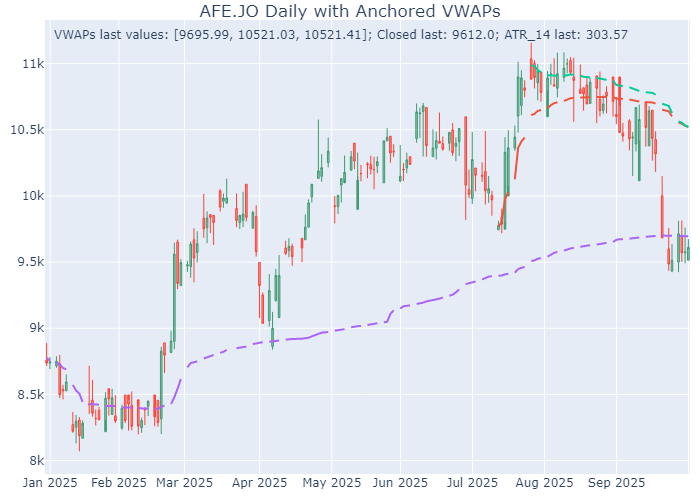 AFE.JO Daily with Anchored VWAPs
VWAPs last values: [9695.99, 10521.03, 10521.41]; Closed last: 9612.0; ATR_14 last: 303.57
11k
10.5k
10k
9.5k
9k
8.5k
8k
Jan 2025 Feb 2025 Mar 2025 Apr 2025 May 2025 Jun 2025 Jul 2025 Aug 2025 Sep 2025